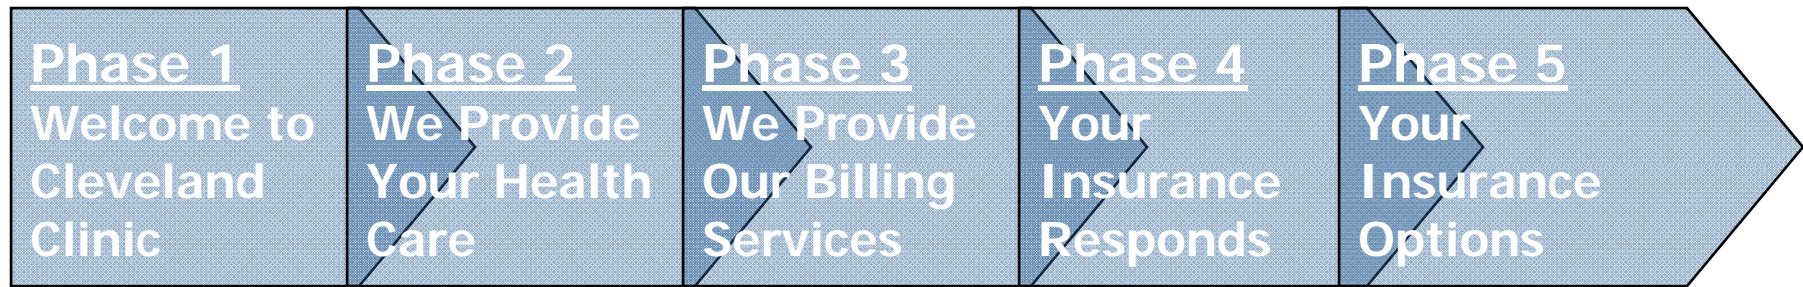 Phase 1
Welcome to
Cleveland
Clinic
Phase 2
We Provide
Your Health
Care
Phase 3
We Provide
Our Billing
Services
Phase 4
Your
Insurance
Responds
Phase 5
Your
Insurance
Options